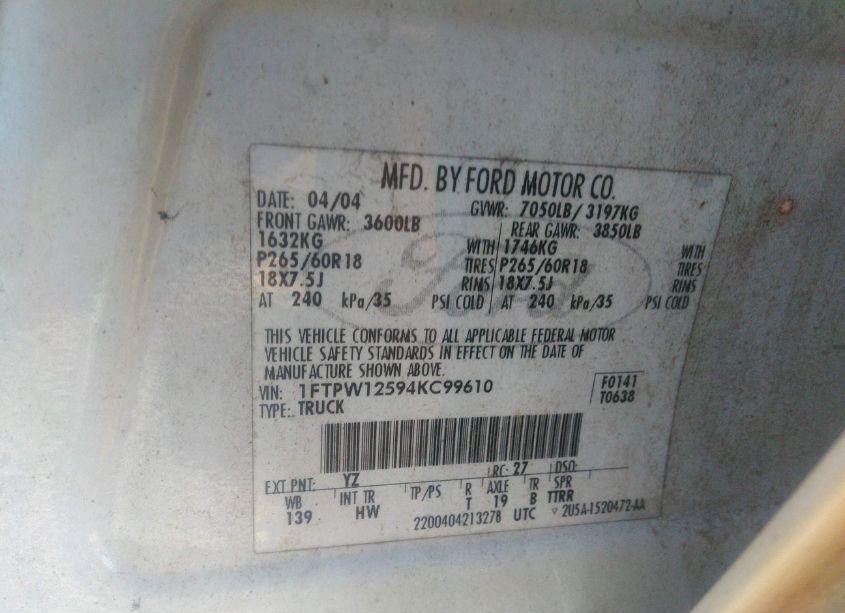 MFD. BY FORD MOTOR CO.
DATE: 04/04 GVWR: 7050LB/ 3197KG
FRONT GAWR: 3600LB REAR GAWR: 3850LB
1632KG WITH 1746KG WITH
P265/60R18 TIRES P265/60R18 TIRES
18X7.5J RIMS 18X7.5J RIMS
AT 240 kPa/35 PSI COLD AT 240 kPa/35 PSI COLD
THIS VEHICLE CONFORMS TO ALL APPLICABLE FEDERAL MOTOR
VEHICLE SAFETY STANDARDS IN EFFECT ON THE DATE OF
MANUFACTURE SHOWN ABOVE.
VIN: 1FTPW12594KC99610 F0141
TYPE: TRUCK T0638
EXT PNT: YZ RC: 27 DSO:
WB INT TR TP/PS R AXLE TR SPR
139 HW T 19 B TTRR
2200404213278 UTC 2U5A-1520472-AA
Ford